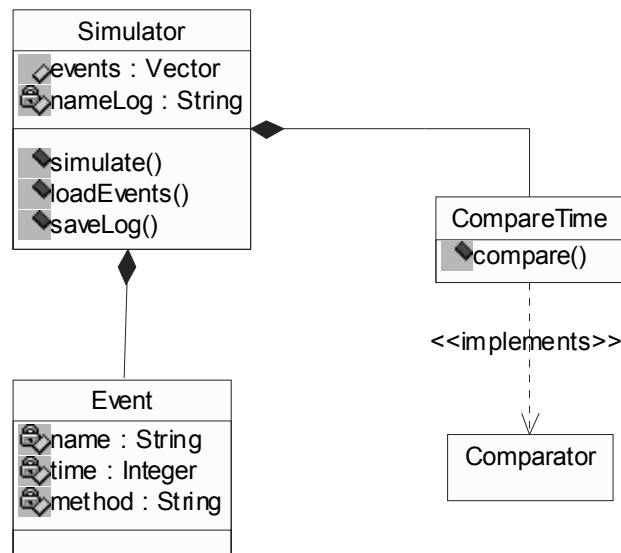 Simulator
events : Vector
nameLog : String
simulate()
loadEvents()
saveLog()
CompareTime
compare()
<<implements>>
Event
name : String
time : Integer
method : String
Comparator